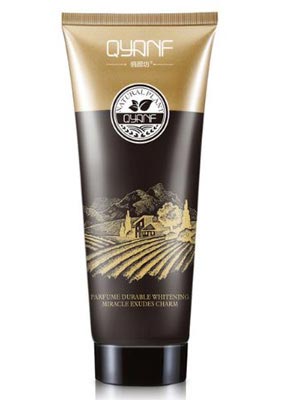 QYANF
NATURAL PLANT
QYANF
PARFUME DURABLE WHITENING
MIRACLE EXUDES CHARM